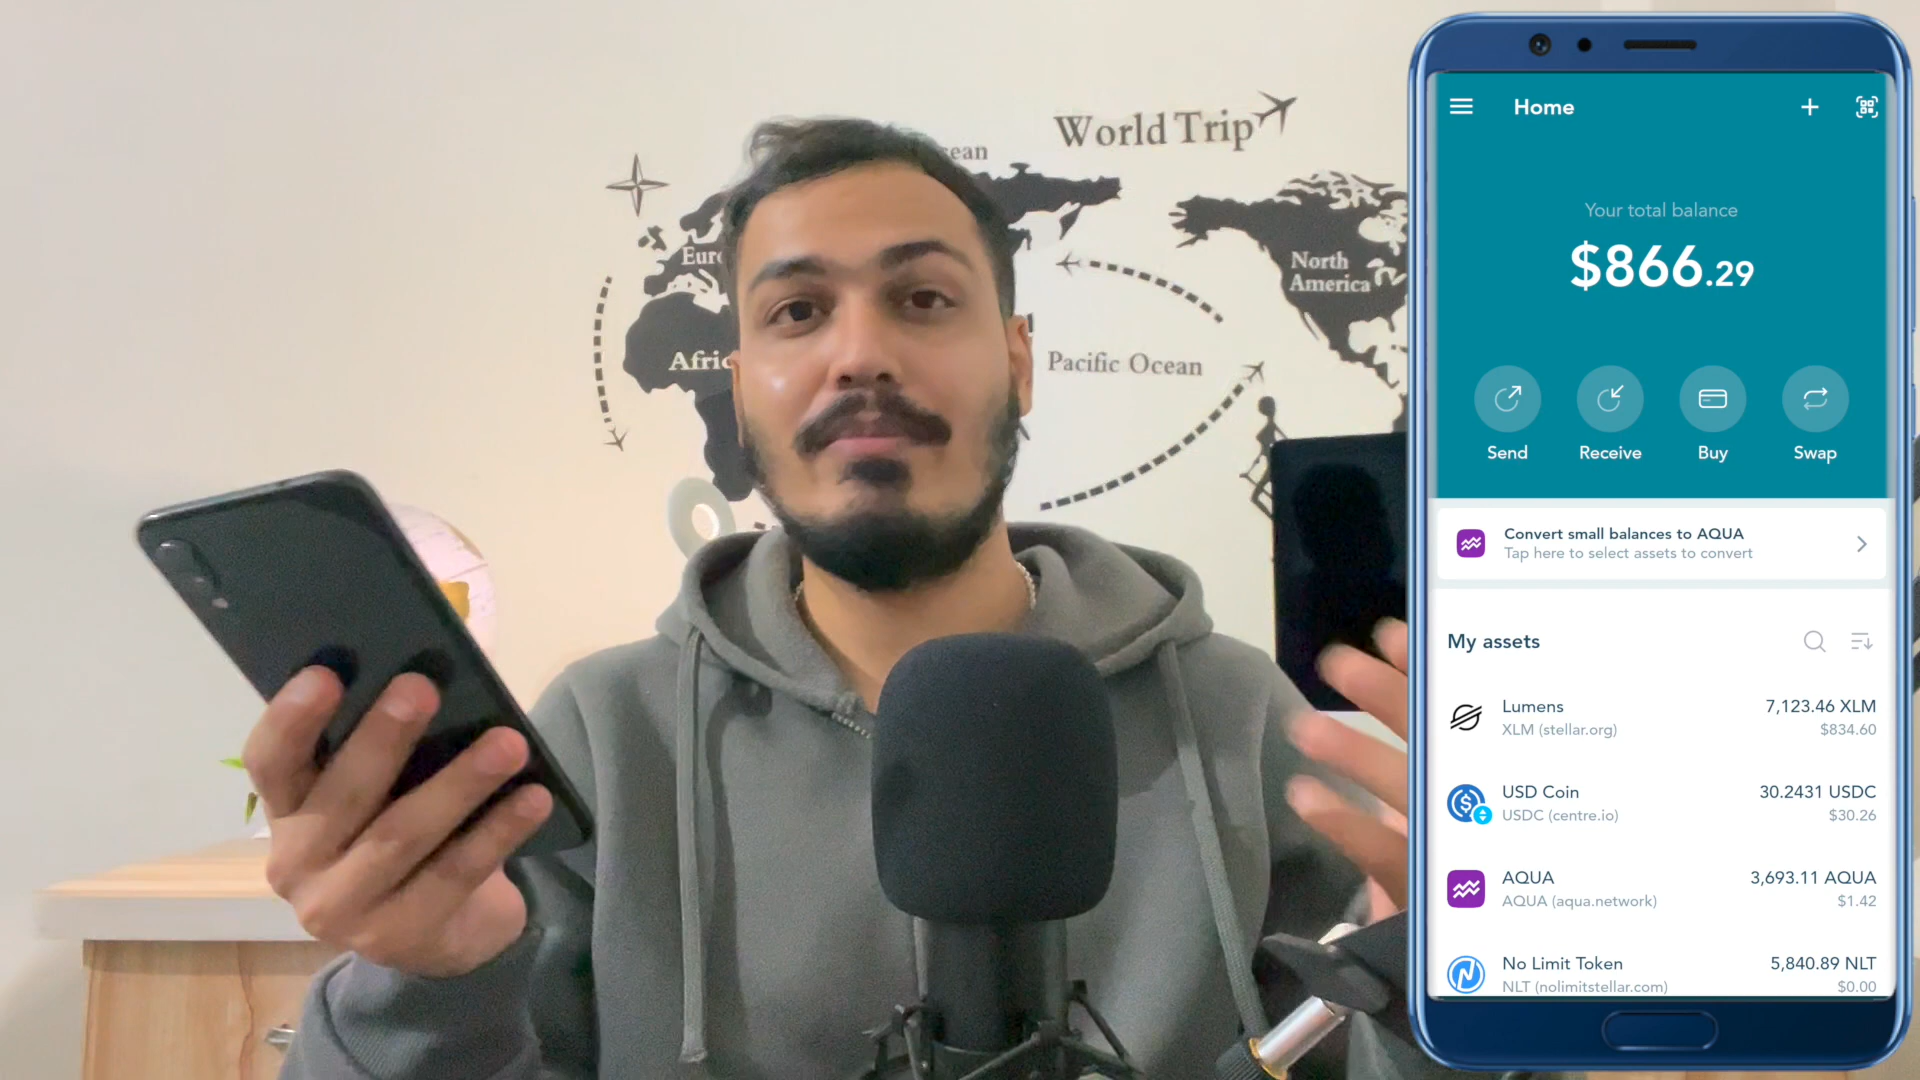 World Trip
North
America
Pacific Ocean
Home
Your total balance
$866.29
Send
Receive
Buy
Swap
Convert small balances to AQUA
Tap here to select assets to convert
My assets
Lumens
7,123.46 XLM
XLM (stellar.org)
$834.60
USD Coin
30.2431 USDC
USDC (centre.io)
$30.26
AQUA
3,693.11 AQUA
AQUA (aqua.network)
$1.42
No Limit Token
5,840.89 NLT
NLT (nolimitstellar.com)
$0.00